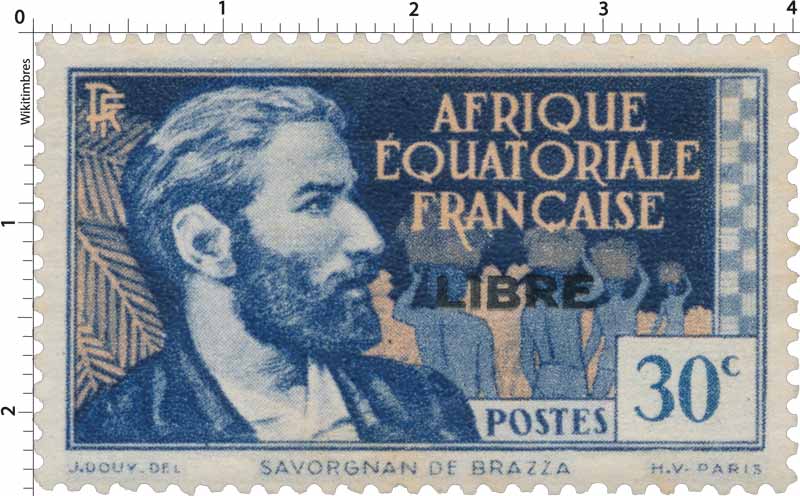 0 1 2 3 4
Wikitimbres
1
2
RF
AFRIQUE
ÉQUATORIALE
FRANÇAISE
LIBRE
30c
POSTES
J.DOUY.DEL SAVORGNAN DE BRAZZA H.V. PARIS